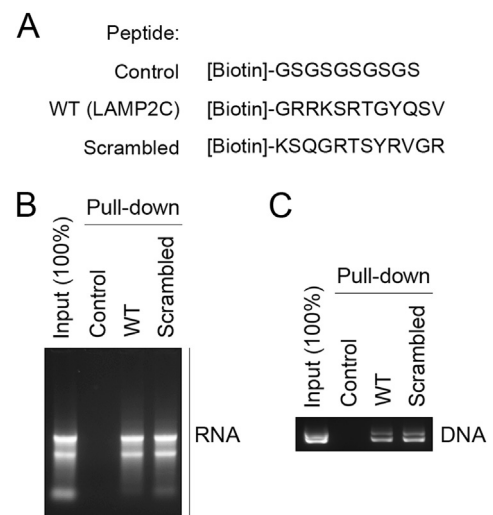 A
Peptide:
Control [Biotin]-GSGSGSGSGS
WT (LAMP2C) [Biotin]-GRRKSRTGYQSV
Scrambled [Biotin]-KSQGRTSYRVGR
B
Pull-down
Input (100%)
Control
WT
Scrambled
RNA
C
Pull-down
Input (100%)
Control
WT
Scrambled
DNA